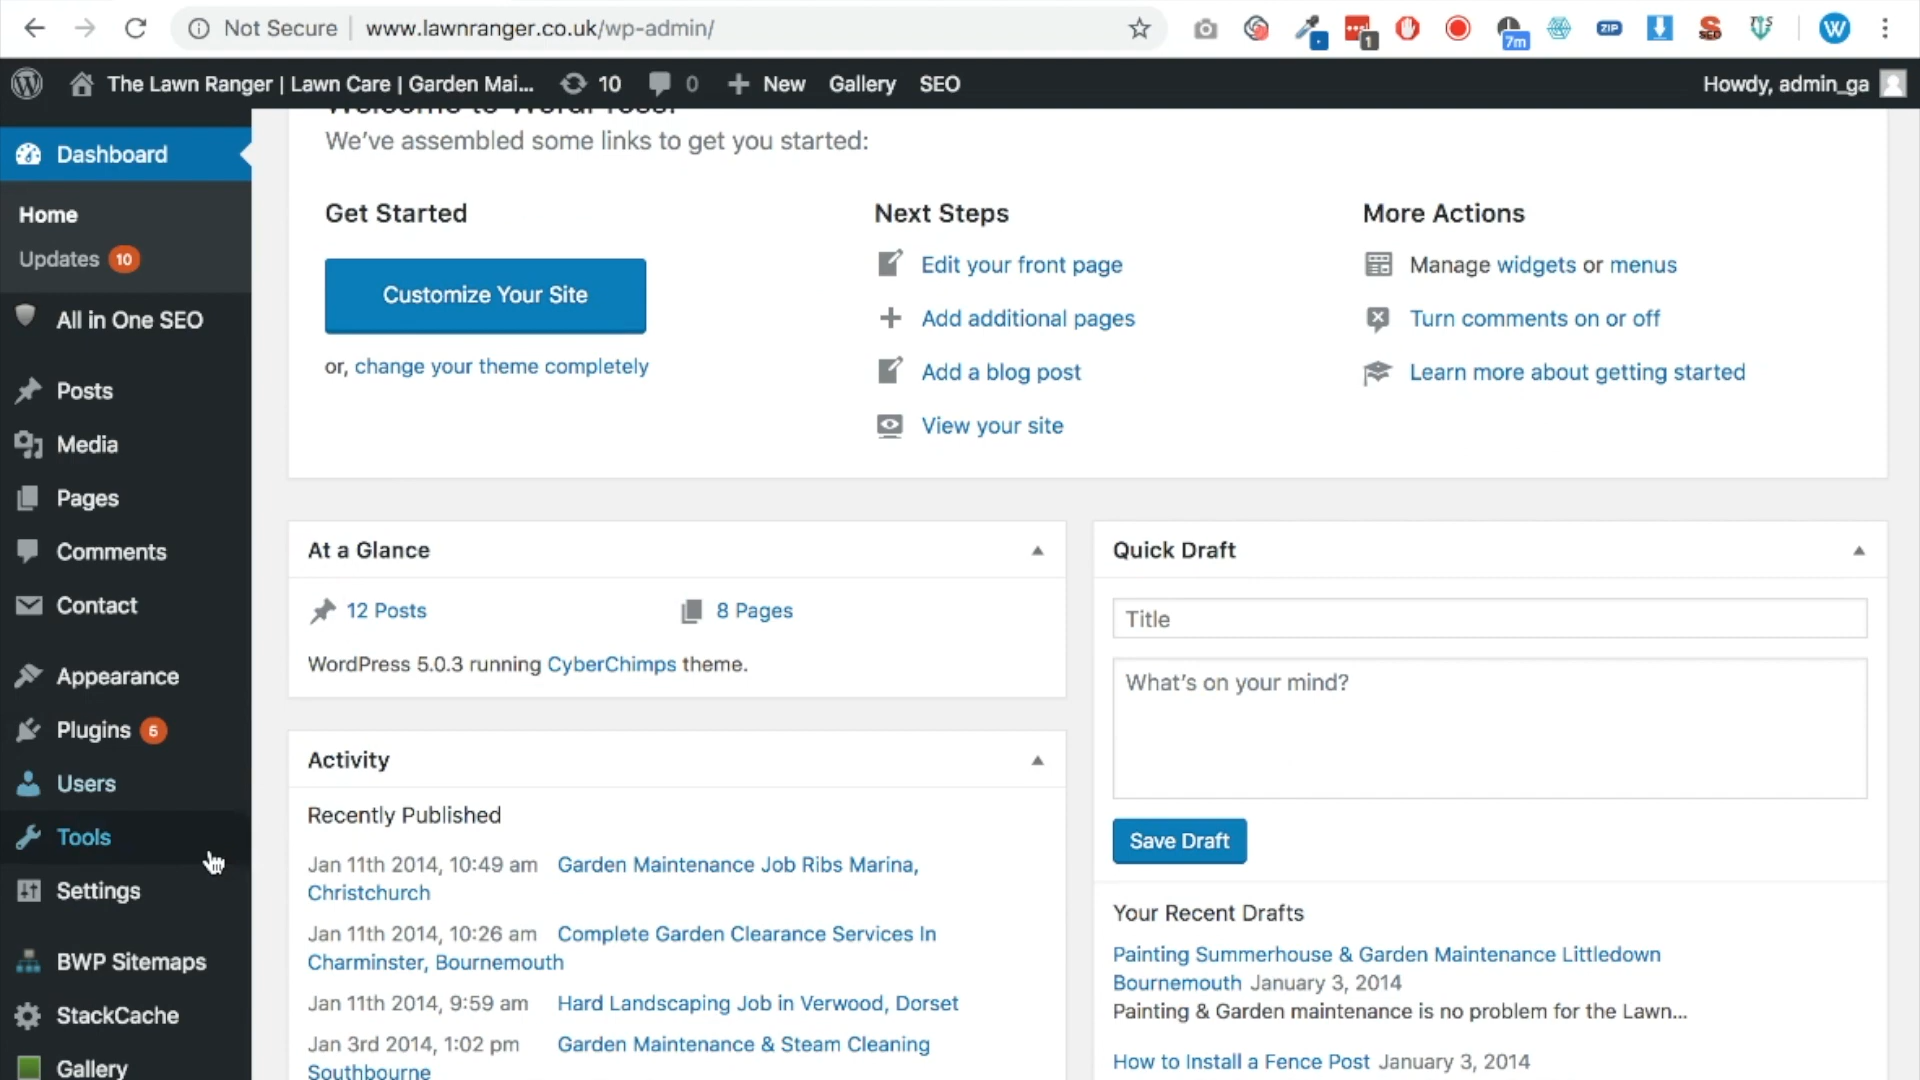 Not Secure www.lawnranger.co.uk/wp-admin/
1 7m ZIP SEO W
The Lawn Ranger | Lawn Care | Garden Mai... 10 0 New Gallery SEO Howdy, admin_ga
Welcome to WordPress!
We've assembled some links to get you started:
Dashboard
Home
Updates 10
All in One SEO
Posts
Media
Pages
Comments
Contact
Appearance
Plugins 6
Users
Tools
Settings
BWP Sitemaps
StackCache
Gallery
Get Started
Customize Your Site
or, change your theme completely
Next Steps
Edit your front page
Add additional pages
Add a blog post
View your site
More Actions
Manage widgets or menus
Turn comments on or off
Learn more about getting started
At a Glance
12 Posts 8 Pages
WordPress 5.0.3 running CyberChimps theme.
Activity
Recently Published
Jan 11th 2014, 10:49 am Garden Maintenance Job Ribs Marina,
Christchurch
Jan 11th 2014, 10:26 am Complete Garden Clearance Services In
Charminster, Bournemouth
Jan 11th 2014, 9:59 am Hard Landscaping Job in Verwood, Dorset
Jan 3rd 2014, 1:02 pm Garden Maintenance & Steam Cleaning
Southbourne
Quick Draft
Title
What's on your mind?
Save Draft
Your Recent Drafts
Painting Summerhouse & Garden Maintenance Littledown
Bournemouth January 3, 2014
Painting & Garden maintenance is no problem for the Lawn...
How to Install a Fence Post January 3, 2014